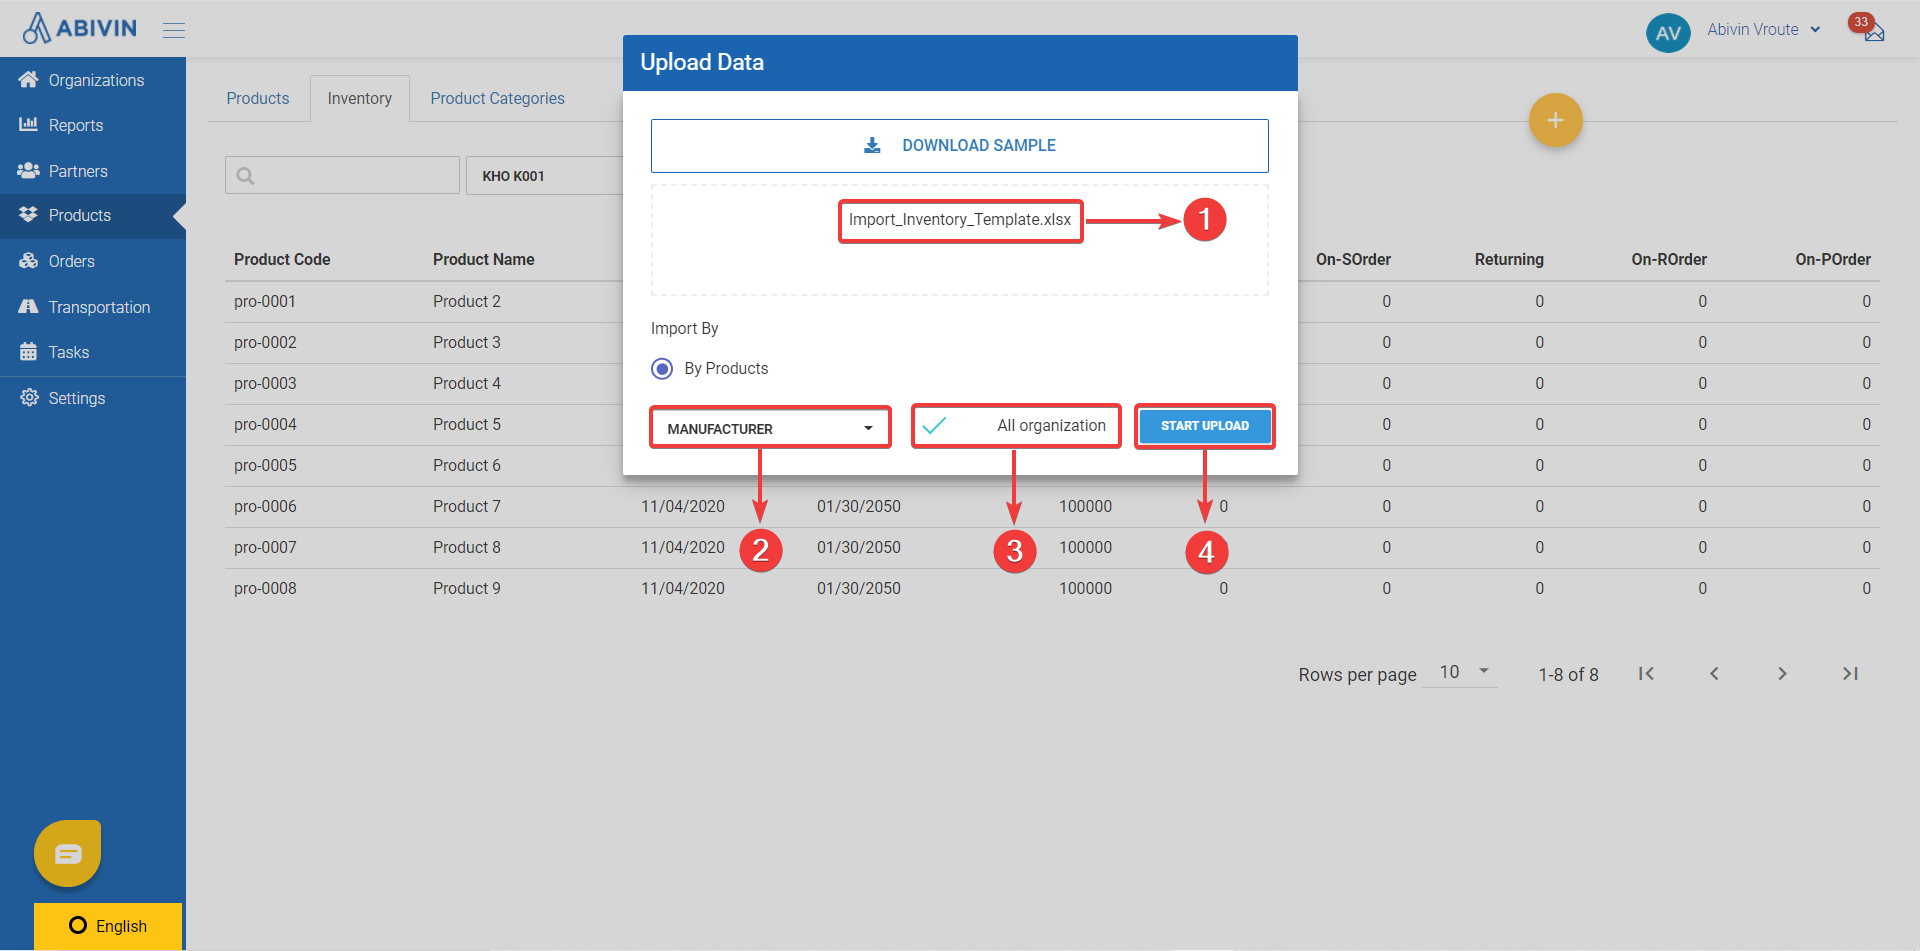 ABIVIN
AV
Abivin Vroute
33
Organizations
Reports
Partners
Products
Orders
Transportation
Tasks
Settings
English
Products
Inventory
Product Categories
KHO K001
+
Upload Data
DOWNLOAD SAMPLE
Import_Inventory_Template.xlsx
1
Import By
By Products
MANUFACTURER
All organization
START UPLOAD
2
3
4
Product Code Product Name On-SOrder Returning On-ROrder On-POrder
pro-0001 Product 2 0 0 0 0
pro-0002 Product 3 0 0 0 0
pro-0003 Product 4 0 0 0 0
pro-0004 Product 5 0 0 0 0
pro-0005 Product 6 0 0 0 0
pro-0006 Product 7 11/04/2020 01/30/2050 100000 0 0 0 0 0
pro-0007 Product 8 11/04/2020 01/30/2050 100000 0 0 0 0
pro-0008 Product 9 11/04/2020 01/30/2050 100000 0 0 0 0 0
Rows per page 10 1-8 of 8